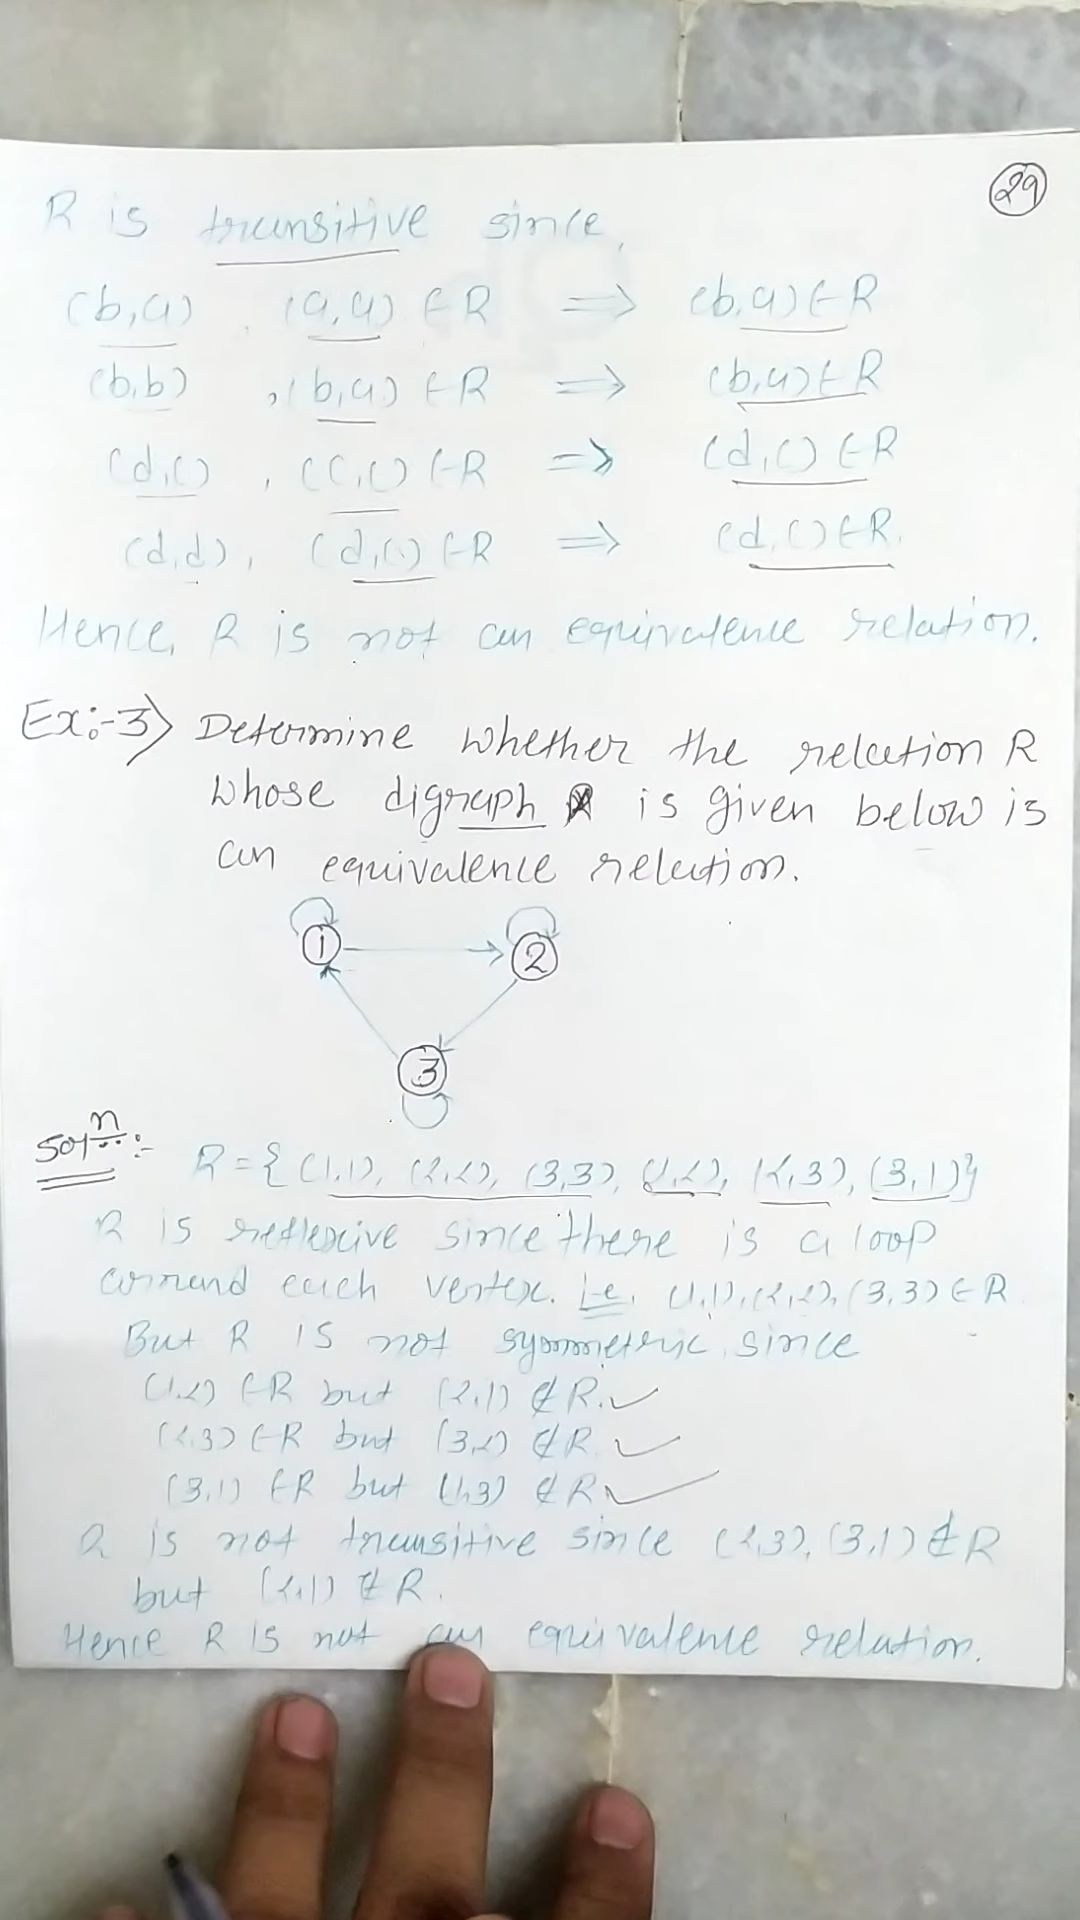 29
R is transitive since,
(b,a) , (a,a) ∈ R ⇒ (b,a) ∈ R
(b,b) , (b,a) ∈ R ⇒ (b,a) ∈ R
(d,c) , (c,c) ∈ R ⇒ (d,c) ∈ R
(d,d), (d,c) ∈ R ⇒ (d,c) ∈ R.
Hence, R is not an equivalence relation.
Ex:-3) Determine whether the relation R
whose digraph is given below is
an equivalence relation.
1 2
3
Solⁿ:-
R = { (1,1), (2,2), (3,3), (1,2), (2,3), (3,1)}
R is reflexive since there is a loop
around each vertex. i.e. (1,1), (2,2), (3,3) ∈ R
But R is not symmetric since
(1,2) ∈ R but (2,1) ∉ R. ✓
(2,3) ∈ R but (3,2) ∉ R ✓
(3,1) ∈ R but (1,3) ∉ R ✓
R is not transitive since (2,3), (3,1) ∉ R
but (2,1) ∉ R.
Hence R is not an equivalence relation.